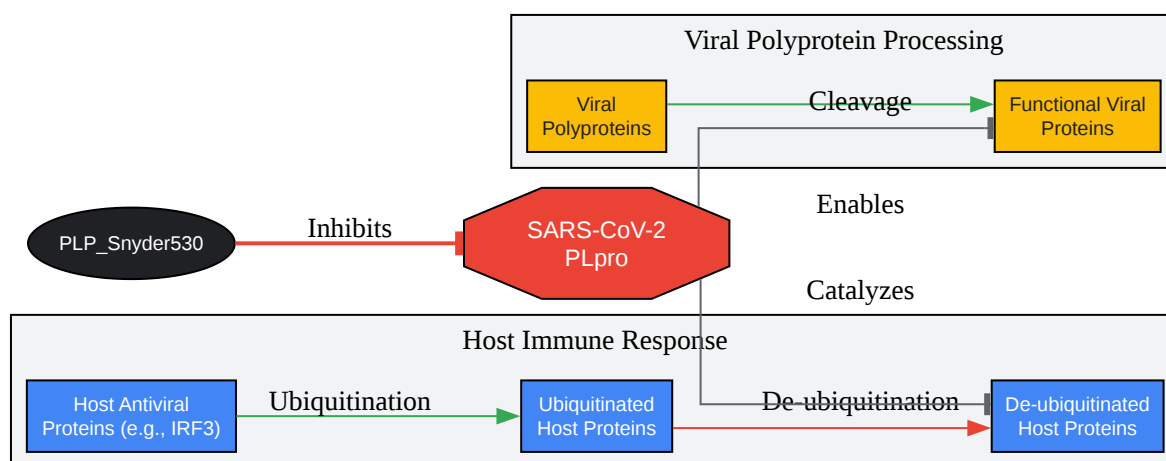 Viral Polyprotein Processing
Viral
Polyproteins
Cleavage
Functional Viral
Proteins
Enables
PLP_Snyder530
Inhibits
SARS-CoV-2
PLpro
Catalyzes
Host Immune Response
Host Antiviral
Proteins (e.g., IRF3)
Ubiquitination
Ubiquitinated
Host Proteins
De-ubiquitination
De-ubiquitinated
Host Proteins